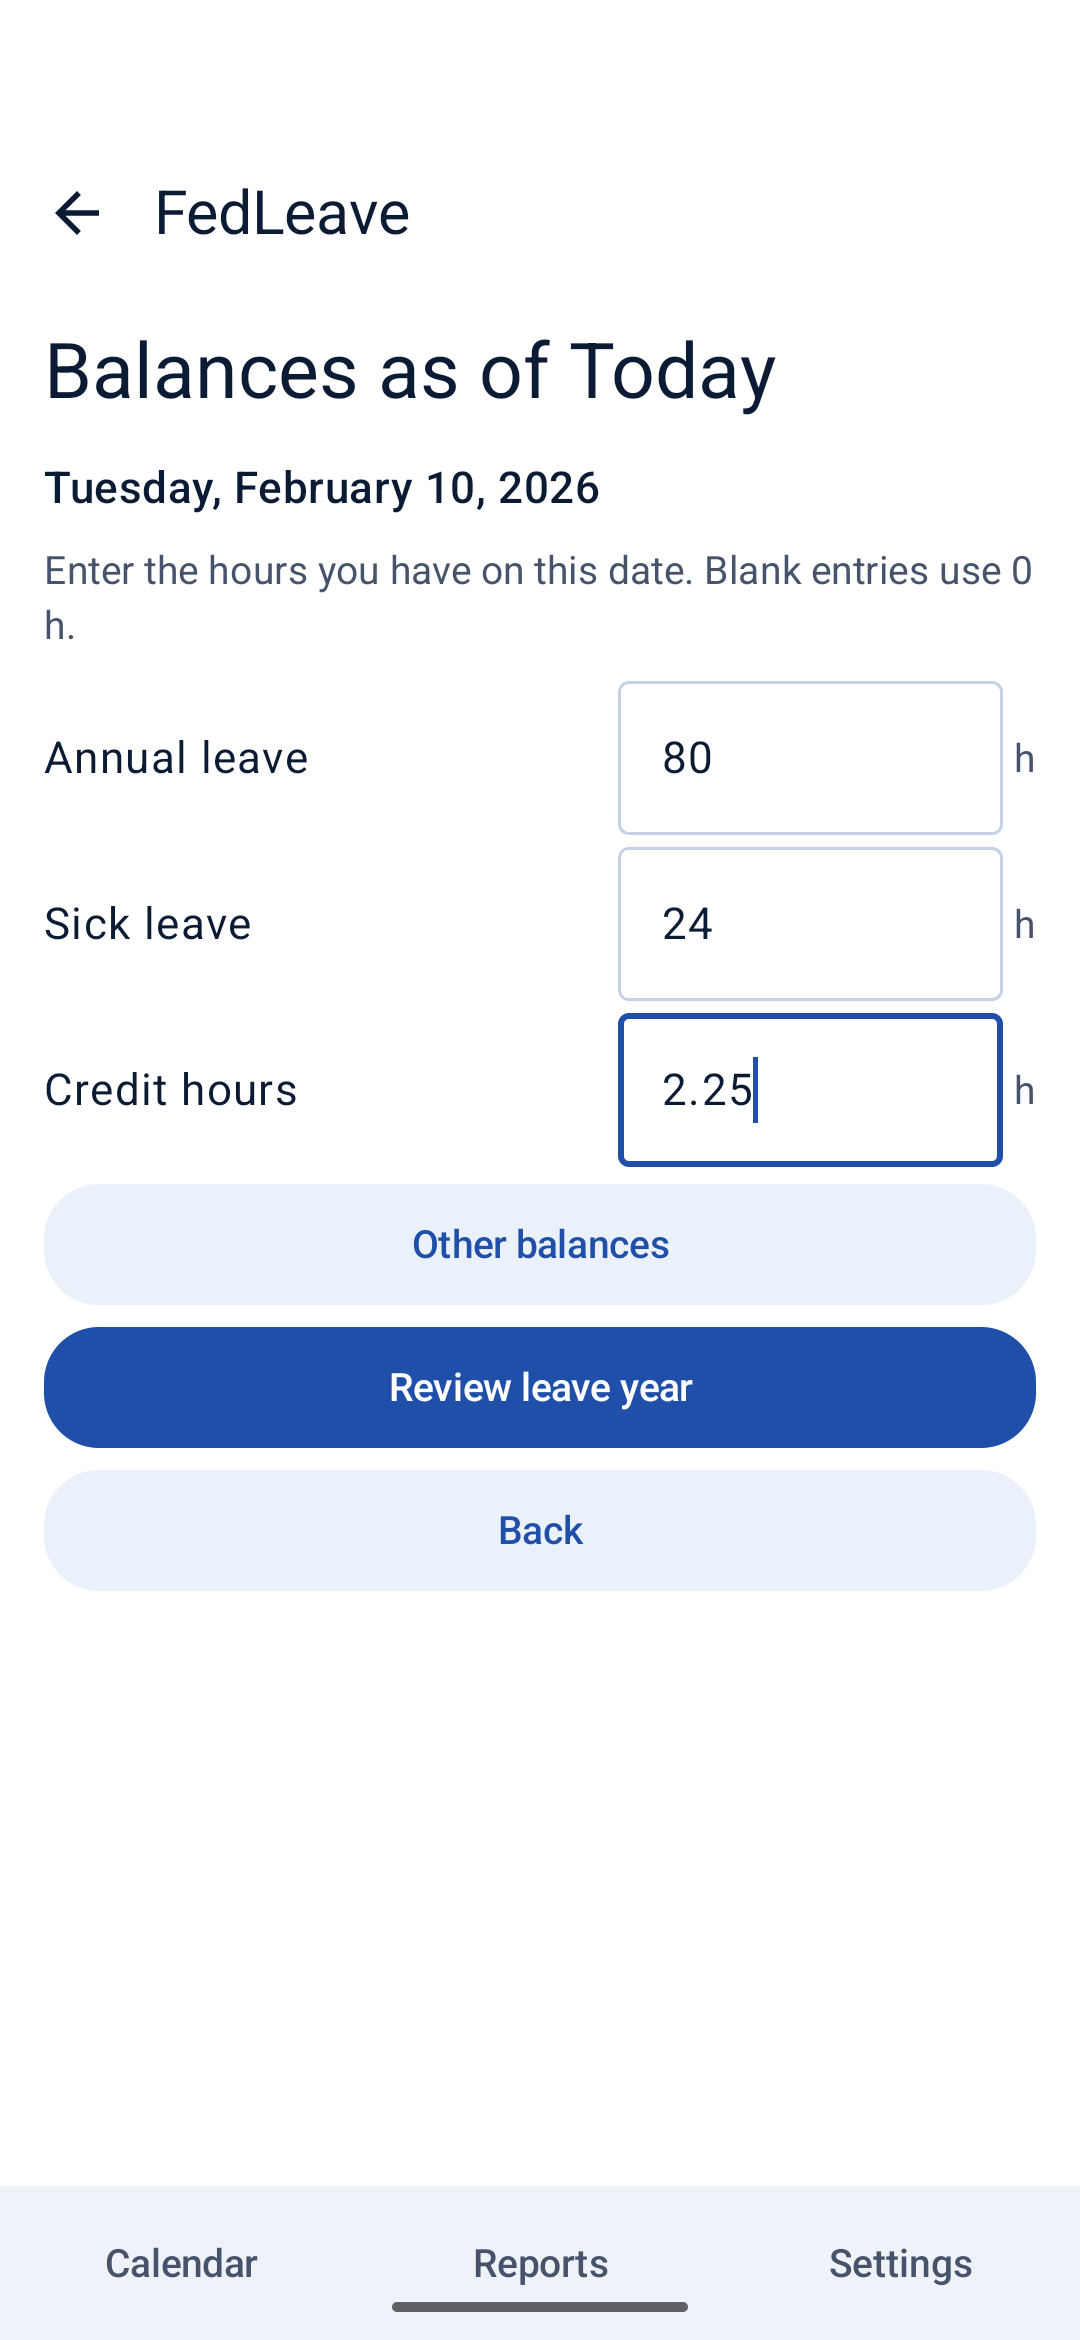 FedLeave
Balances as of Today
Tuesday, February 10, 2026
Enter the hours you have on this date. Blank entries use 0
h.
Annual leave 80 h
Sick leave 24 h
Credit hours 2.25 h
Other balances
Review leave year
Back
Calendar Reports Settings